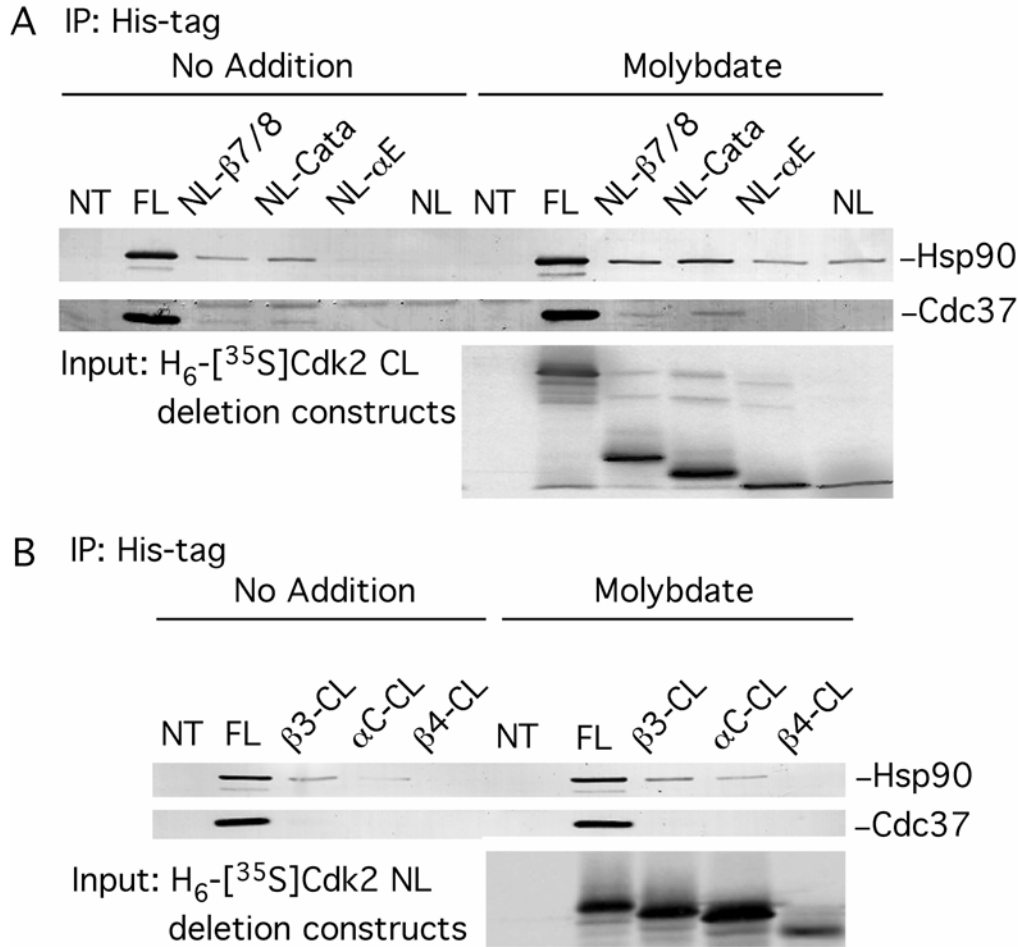 A IP: His-tag
No Addition Molybdate
NT FL NL-β7/8 NL-Cata NL-αE NL NT FL NL-β7/8 NL-Cata NL-αE NL
–Hsp90
–Cdc37
Input: H₆-[³⁵S]Cdk2 CL
deletion constructs
B IP: His-tag
No Addition Molybdate
NT FL β3-CL αC-CL β4-CL NT FL β3-CL αC-CL β4-CL
–Hsp90
–Cdc37
Input: H₆-[³⁵S]Cdk2 NL
deletion constructs